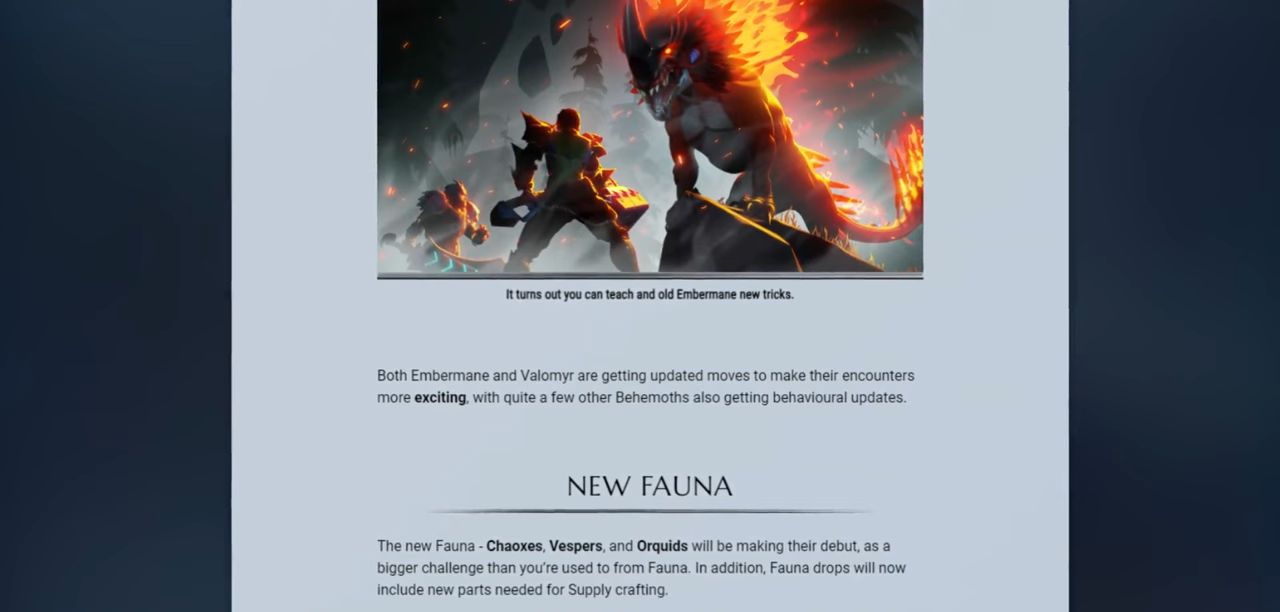 It turns out you can teach and old Embermane new tricks.
Both Embermane and Valomyr are getting updated moves to make their encounters
more exciting, with quite a few other Behemoths also getting behavioural updates.
NEW FAUNA
The new Fauna - Chaoxes, Vespers, and Orquids will be making their debut, as a
bigger challenge than you're used to from Fauna. In addition, Fauna drops will now
include new parts needed for Supply crafting.